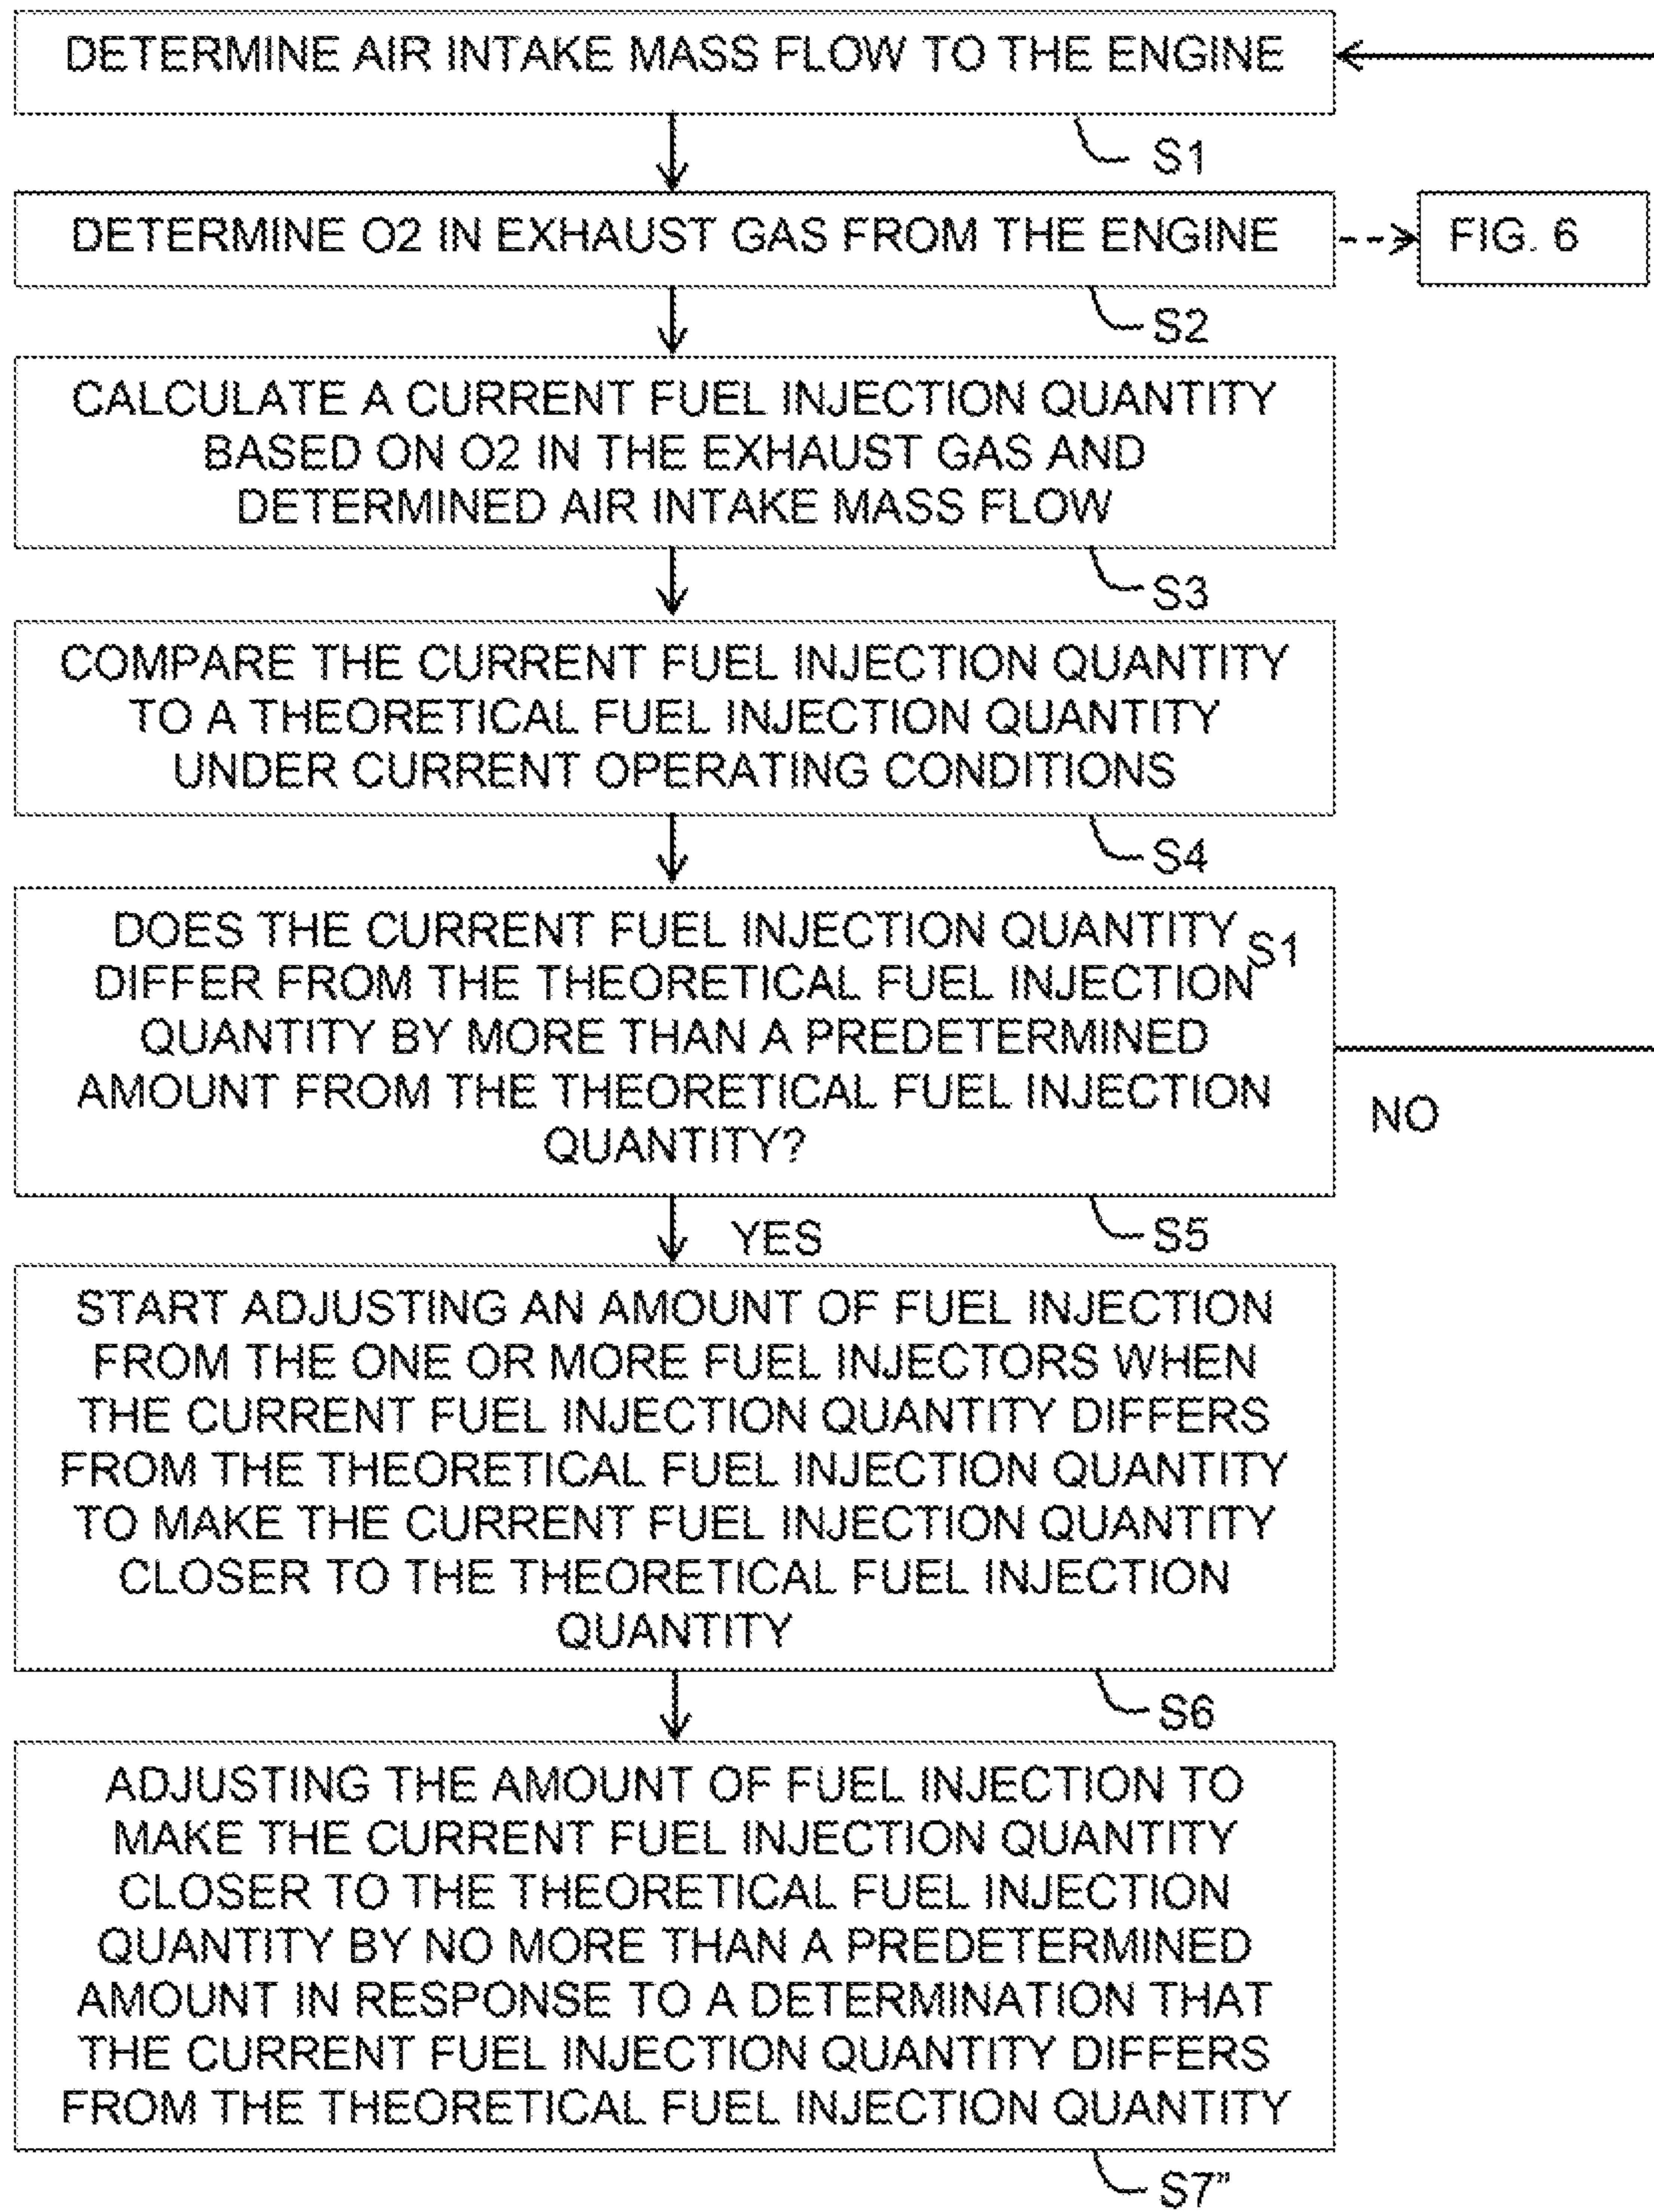 DETERMINE AIR INTAKE MASS FLOW TO THE ENGINE
S1
DETERMINE O2 IN EXHAUST GAS FROM THE ENGINE
FIG. 6
S2
CALCULATE A CURRENT FUEL INJECTION QUANTITY
BASED ON O2 IN THE EXHAUST GAS AND
DETERMINED AIR INTAKE MASS FLOW
S3
COMPARE THE CURRENT FUEL INJECTION QUANTITY
TO A THEORETICAL FUEL INJECTION QUANTITY
UNDER CURRENT OPERATING CONDITIONS
S4
DOES THE CURRENT FUEL INJECTION QUANTITY
S1
DIFFER FROM THE THEORETICAL FUEL INJECTION
QUANTITY BY MORE THAN A PREDETERMINED
AMOUNT FROM THE THEORETICAL FUEL INJECTION
QUANTITY?
NO
YES
S5
START ADJUSTING AN AMOUNT OF FUEL INJECTION
FROM THE ONE OR MORE FUEL INJECTORS WHEN
THE CURRENT FUEL INJECTION QUANTITY DIFFERS
FROM THE THEORETICAL FUEL INJECTION QUANTITY
TO MAKE THE CURRENT FUEL INJECTION QUANTITY
CLOSER TO THE THEORETICAL FUEL INJECTION
QUANTITY
S6
ADJUSTING THE AMOUNT OF FUEL INJECTION TO
MAKE THE CURRENT FUEL INJECTION QUANTITY
CLOSER TO THE THEORETICAL FUEL INJECTION
QUANTITY BY NO MORE THAN A PREDETERMINED
AMOUNT IN RESPONSE TO A DETERMINATION THAT
THE CURRENT FUEL INJECTION QUANTITY DIFFERS
FROM THE THEORETICAL FUEL INJECTION QUANTITY
S7”